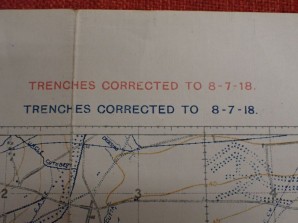 TRENCHES CORRECTED TO 8-7-18.
TRENCHES CORRECTED TO 8-7-18.
2
3